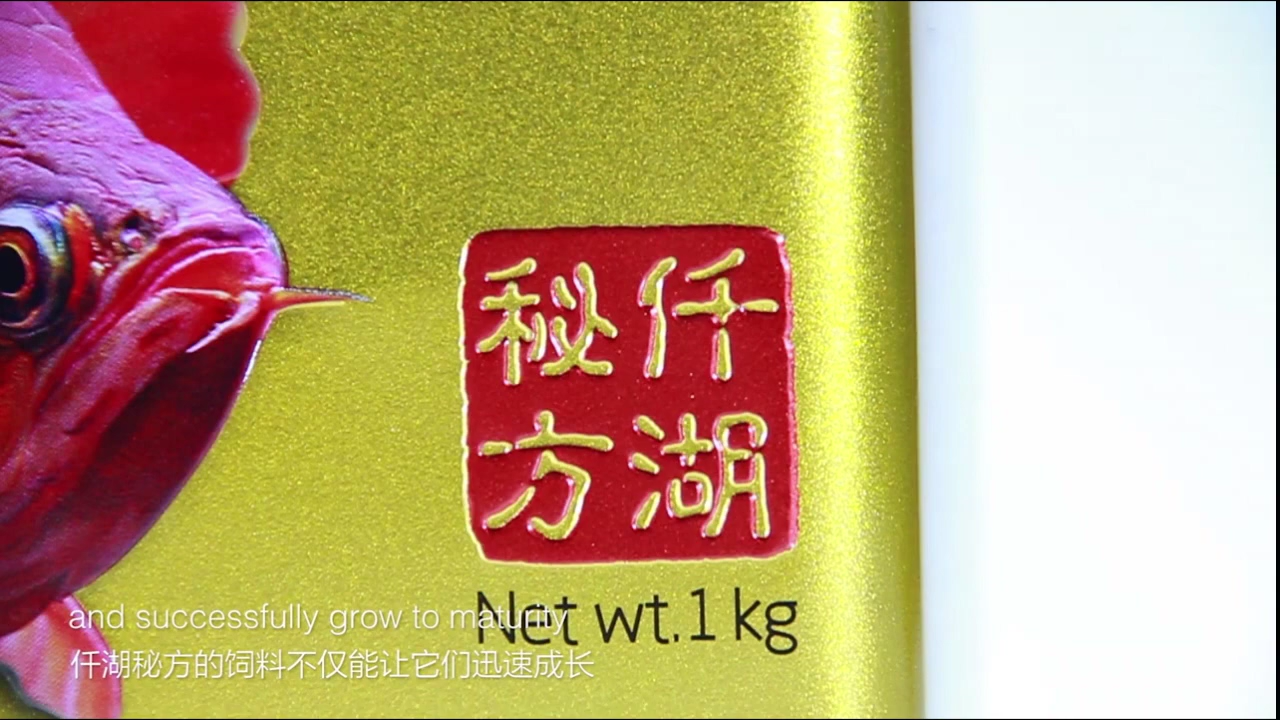 仟湖
秘方
Net wt.1 kg
and successfully grow to maturity
仟湖秘方的饲料不仅能让它们迅速成长